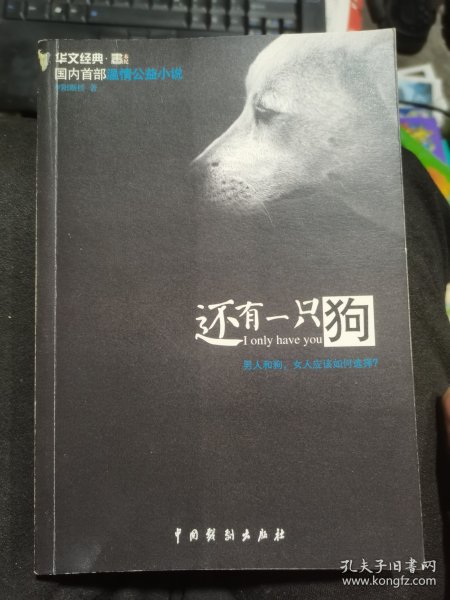 华文经典·書
国内首部温情公益小说
著
还有一只狗
I only have you
男人和狗，女人应该如何选择？
中国戏剧出版社
孔夫子旧书网
www.kongfz.com